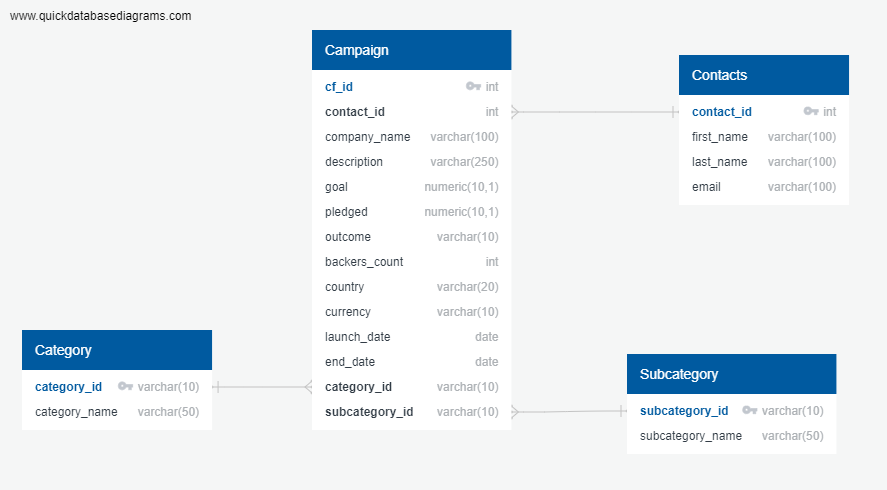 www.quickdatabasediagrams.com
Campaign
cf_id int
contact_id int
company_name varchar(100)
description varchar(250)
goal numeric(10,1)
pledged numeric(10,1)
outcome varchar(10)
backers_count int
country varchar(20)
currency varchar(10)
launch_date date
end_date date
category_id varchar(10)
subcategory_id varchar(10)
Contacts
contact_id int
first_name varchar(100)
last_name varchar(100)
email varchar(100)
Category
category_id varchar(10)
category_name varchar(50)
Subcategory
subcategory_id varchar(10)
subcategory_name varchar(50)